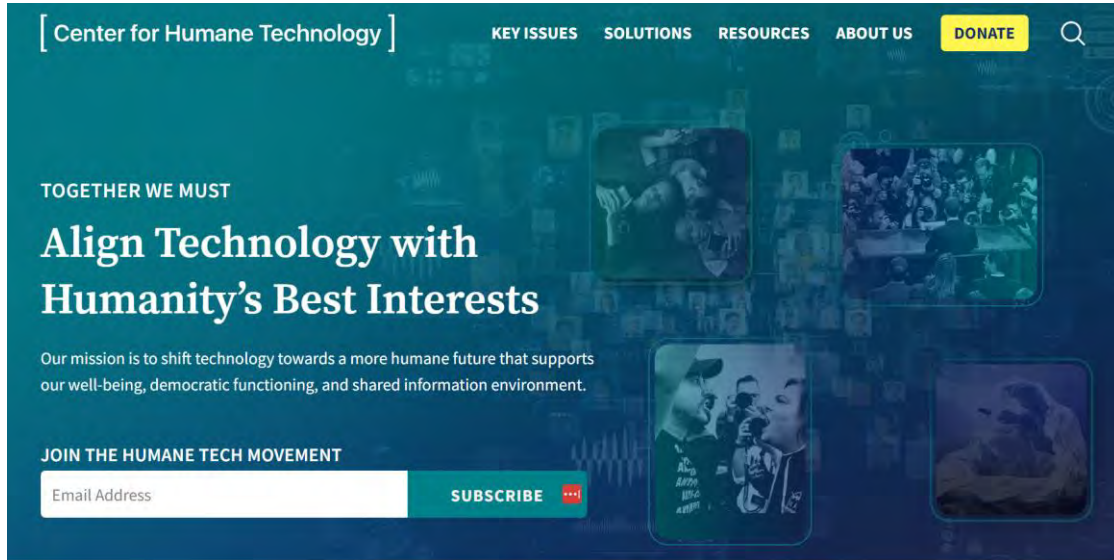 [ Center for Humane Technology ]
KEY ISSUES SOLUTIONS RESOURCES ABOUT US DONATE
TOGETHER WE MUST
Align Technology with
Humanity’s Best Interests
Our mission is to shift technology towards a more humane future that supports
our well-being, democratic functioning, and shared information environment.
JOIN THE HUMANE TECH MOVEMENT
Email Address SUBSCRIBE